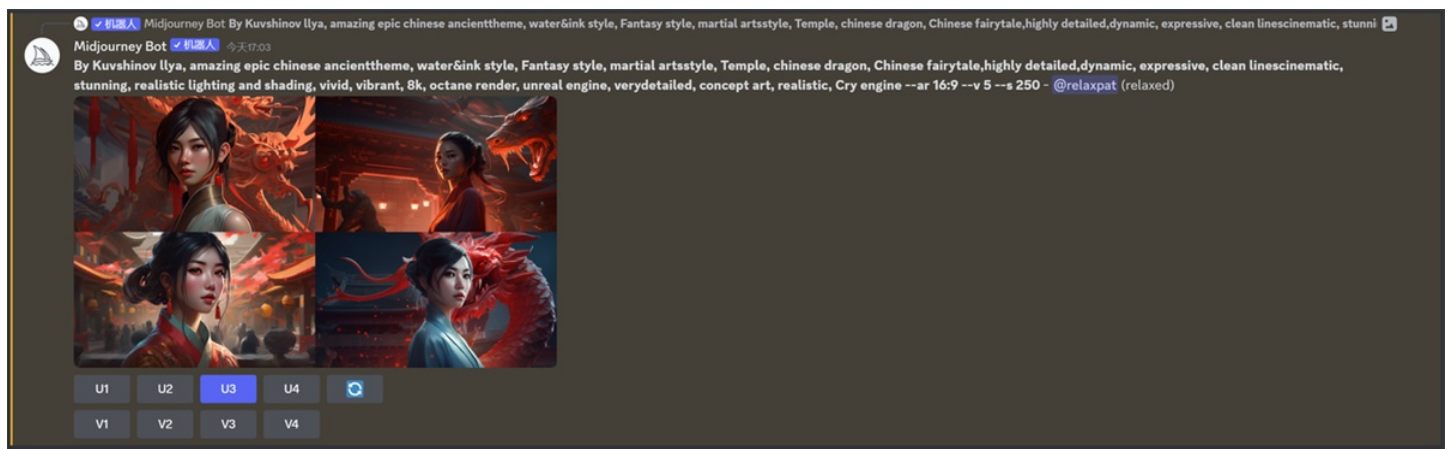 ✓机器人 Midjourney Bot By Kuvshinov llya, amazing epic chinese ancienttheme, water&ink style, Fantasy style, martial artsstyle, Temple, chinese dragon, Chinese fairytale,highly detailed,dynamic, expressive, clean linescinematic, stunni
Midjourney Bot ✓机器人 今天17:03
By Kuvshinov llya, amazing epic chinese ancienttheme, water&ink style, Fantasy style, martial artsstyle, Temple, chinese dragon, Chinese fairytale,highly detailed,dynamic, expressive, clean linescinematic,
stunning, realistic lighting and shading, vivid, vibrant, 8k, octane render, unreal engine, verydetailed, concept art, realistic, Cry engine --ar 16:9 --v 5 --s 250 - @relaxpat (relaxed)
U1 U2 U3 U4
V1 V2 V3 V4